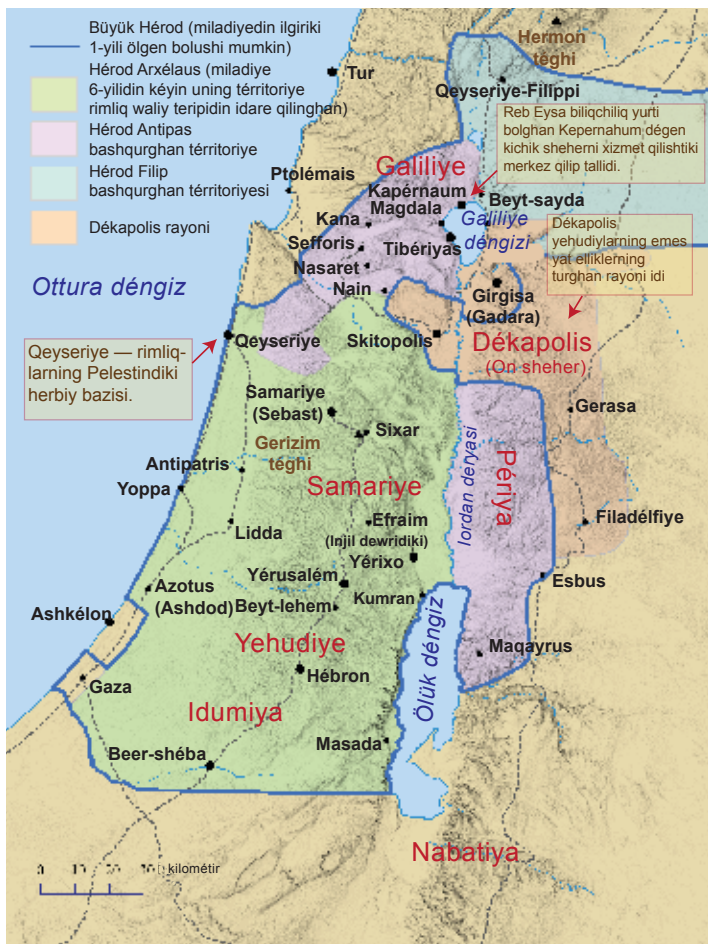 Büyük Hérod (miladiyedin ilgiriki
1-yili ölgen bolushi mumkin)
Hérod Arxélaus (miladiye
6-yilidin kéyin uning térritoriye
rimliq waliy teripidin idare qilinghan)
Hérod Antipas
bashqurghan térritoriye
Hérod Filip
bashqurghan térritoriyesi
Dékapolis rayoni
Hermon
téghi
Tur
Qeyseriye-Filippi
Reb Eysa biliqchiliq yurti
bolghan Kepernahum dégen
kichik sheherni xizmet qilishtiki
merkez qilip tallidi.
Ptolémais
Galiliye
Kapérnaum
Beyt-sayda
Magdala
Kana
Galiliye
déngizi
Sefforis
Tibériyas
Dékapolis,
yehudiylarning emes
yat elliklerning
turghan rayoni idi
Nasaret
Nain
Ottura déngiz
Girgisa
(Gadara)
Qeyseriye
Skitopolis
Dékapolis
(On sheher)
Qeyseriye — rimliq-
larning Pelestindiki
herbiy bazisi.
Samariye
(Sebast)
Gerasa
Sixar
Gerizim
téghi
Iordan deryasi
Périya
Antipatris
Samariye
Yoppa
Lidda
Efraim
(Injil dewridiki)
Filadélfiye
Yérixo
Yérusalém
Esbus
Azotus
(Ashdod)
Beyt-lehem
Kumran
Ashkélon
Yehudiye
Ölük déngiz
Maqayrus
Hébron
Gaza
Idumiya
Masada
Beer-shéba
Nabatiya
0 10 20 30 kilométir